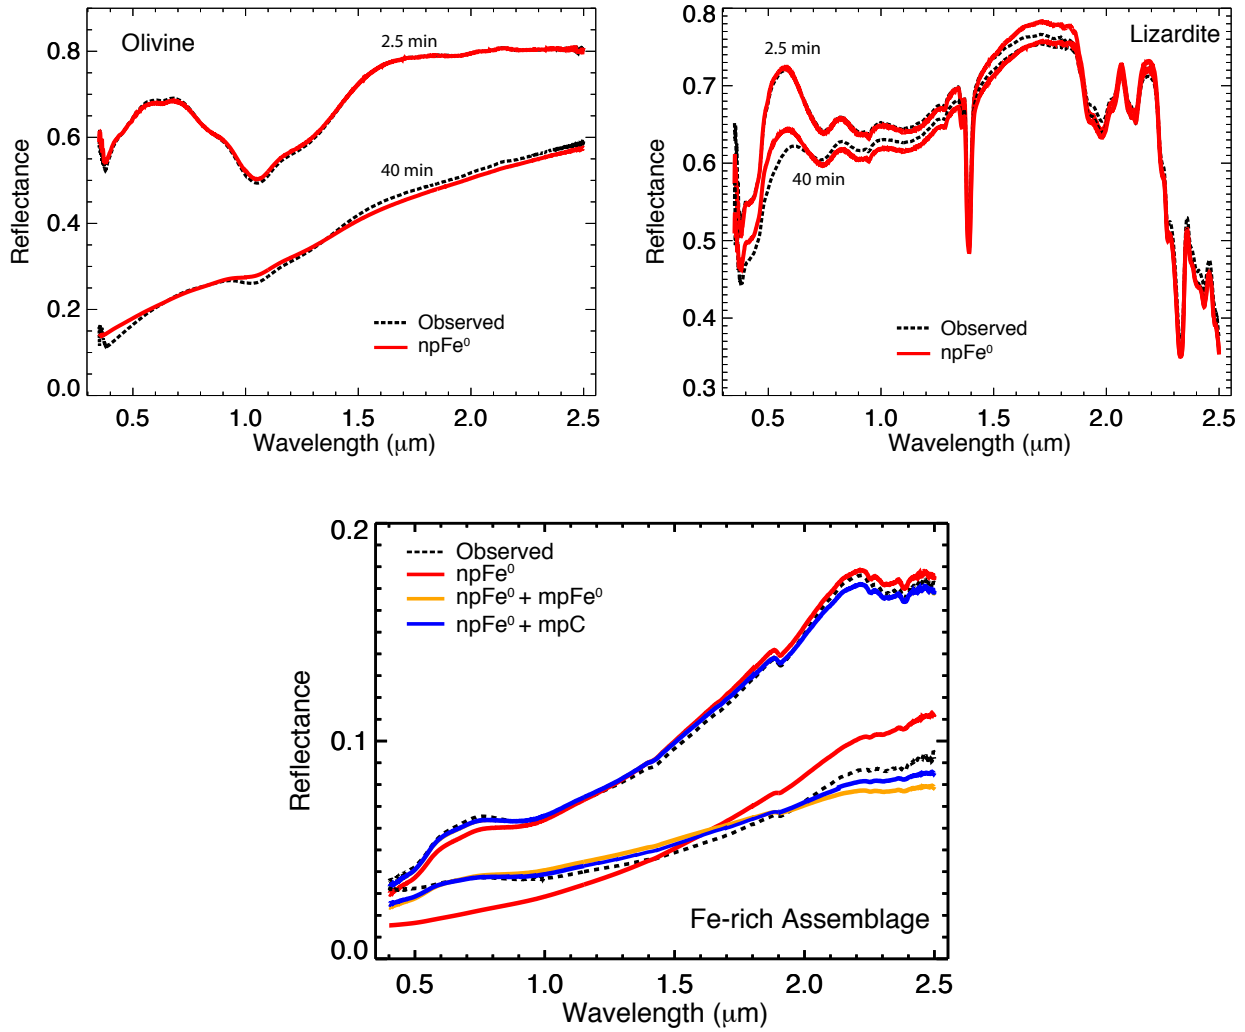 Olivine
2.5 min
40 min
Observed
npFe⁰
0.8
0.6
0.4
0.2
0.0
Reflectance
0.5
1.0
1.5
2.0
2.5
Wavelength (μm)
Lizardite
2.5 min
40 min
Observed
npFe⁰
0.8
0.7
0.6
0.5
0.4
0.3
Reflectance
0.5
1.0
1.5
2.0
2.5
Wavelength (μm)
Observed
npFe⁰
npFe⁰ + mpFe⁰
npFe⁰ + mpC
Fe-rich Assemblage
0.2
0.1
0.0
Reflectance
0.5
1.0
1.5
2.0
2.5
Wavelength (μm)